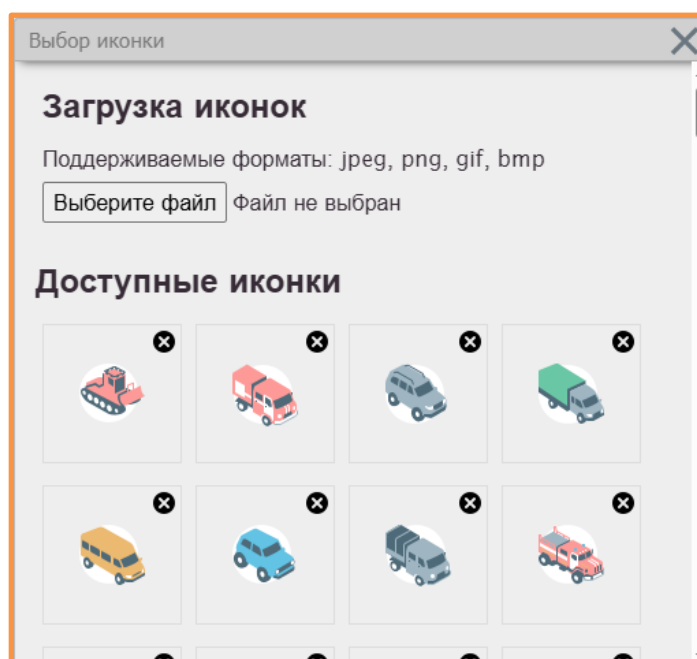 Выбор иконки
Загрузка иконок
Поддерживаемые форматы: jpeg, png, gif, bmp
Выберите файл Файл не выбран
Доступные иконки